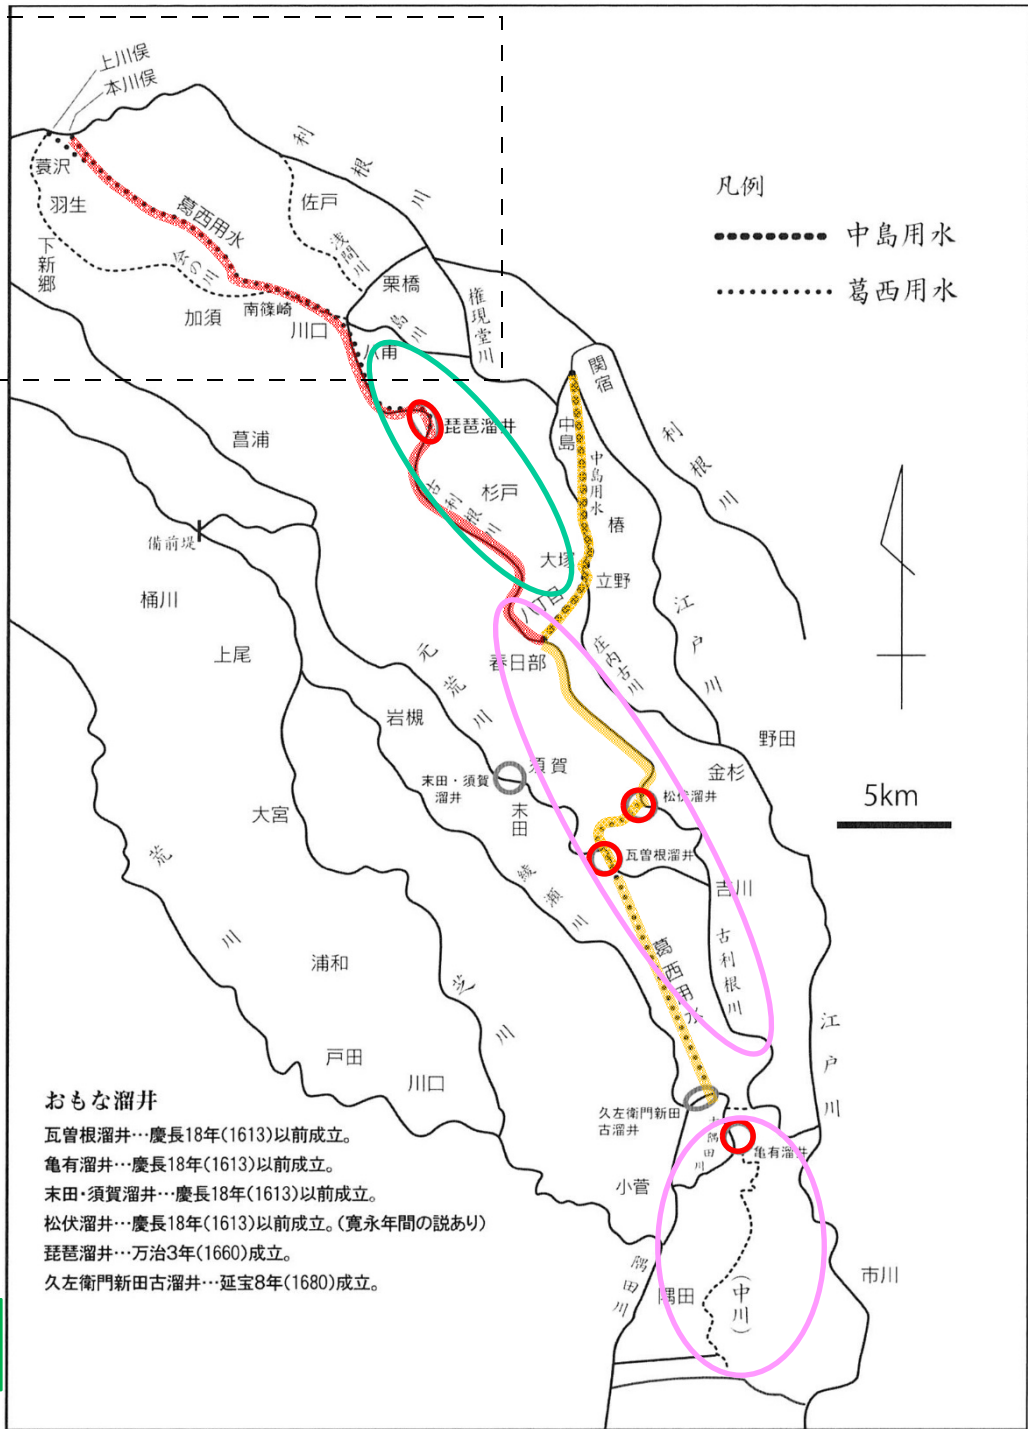 上川俣
本川俣
利根川
蓑沢
羽生
葛西用水
佐戸
浅間川
下新郷
会の川
加須
南篠崎
川口
栗橋
島川
権現堂川
八甫
凡例
中島用水
葛西用水
関宿
中島
中島用水
利根川
菖浦
琵琶溜井
杉戸
古利根川
椿
備前堤
大塚
立野
八丁目
桶川
上尾
元荒川
春日部
庄内古川
江戸川
岩槻
野田
須賀
末田・須賀
溜井
末田
金杉
松伏溜井
5km
大宮
瓦曽根溜井
荒川
綾瀬川
吉川
古利根川
浦和
葛西用水
芝川
江戸川
戸田
川口
久左衛門新田
古溜井
古隅田川
亀有溜井
小菅
隅田川
隅田
(中川)
市川
おもな溜井
瓦曽根溜井…慶長18年(1613)以前成立。
亀有溜井…慶長18年(1613)以前成立。
末田・須賀溜井…慶長18年(1613)以前成立。
松伏溜井…慶長18年(1613)以前成立。(寛永年間の説あり)
琵琶溜井…万治3年(1660)成立。
久左衛門新田古溜井…延宝8年(1680)成立。